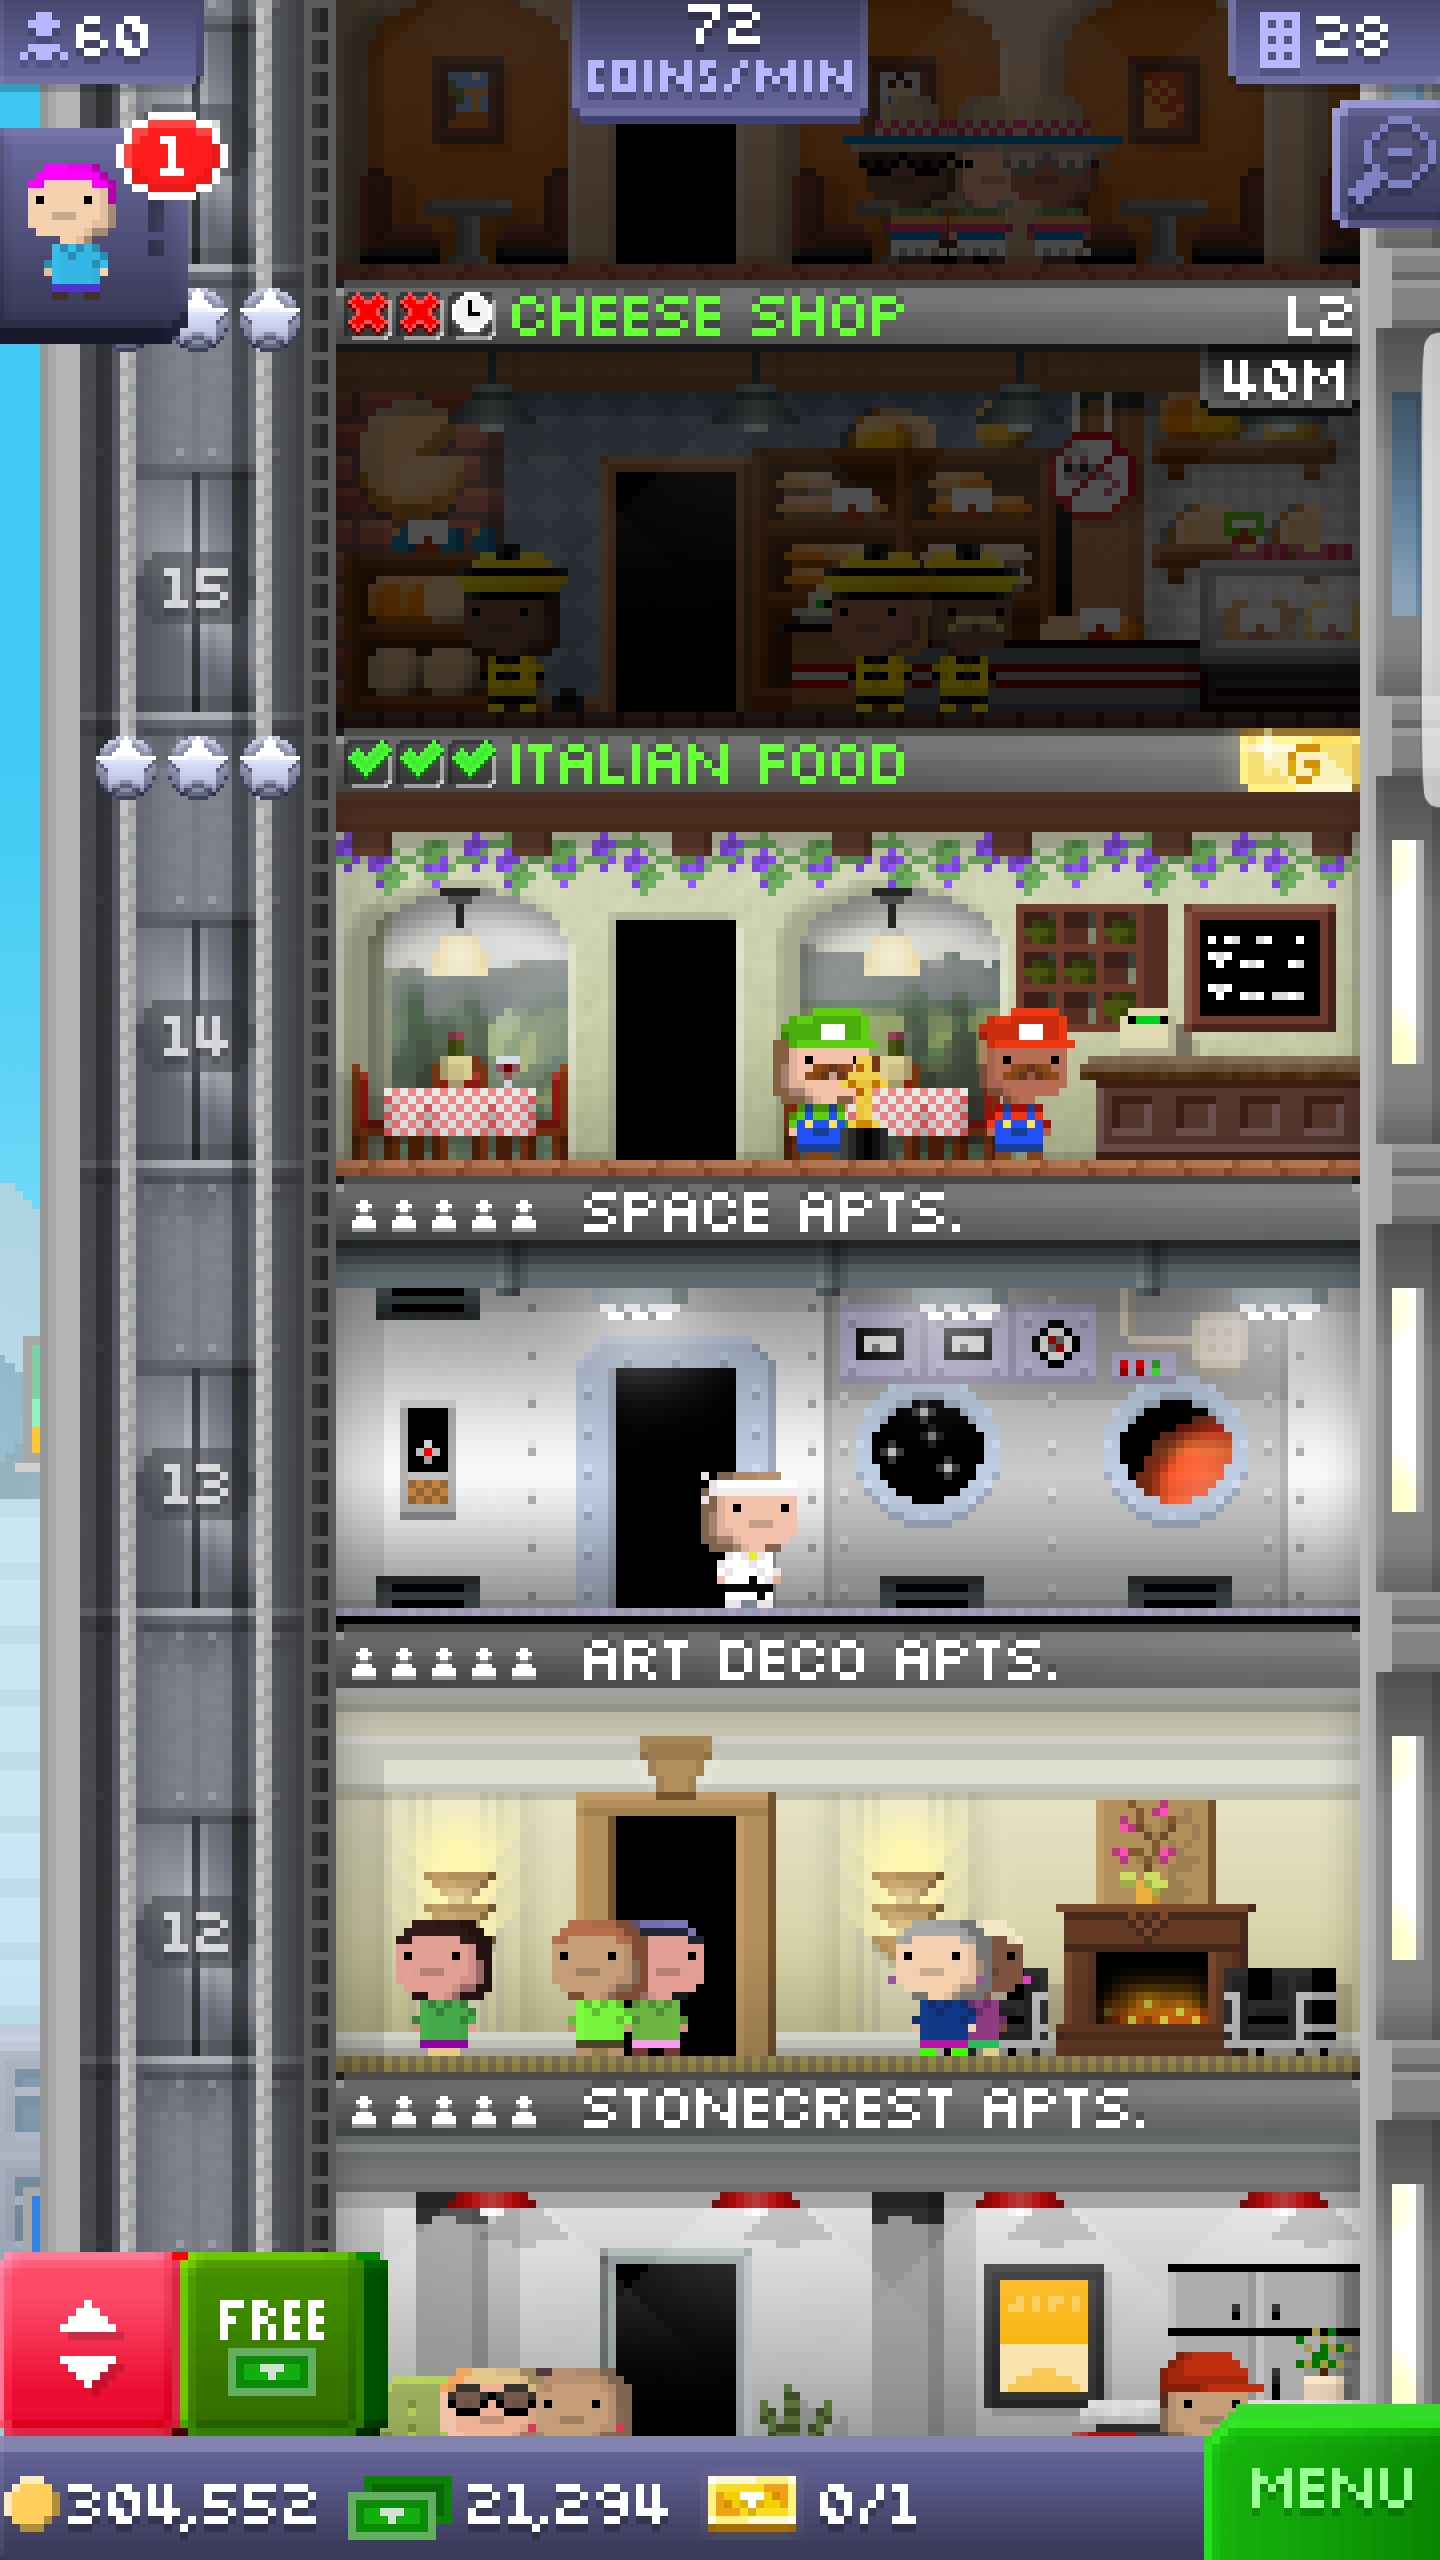 60
72
COINS/MIN
28
1
CHEESE SHOP
L2
40M
15
ITALIAN FOOD
G
14
SPACE APTS.
13
ART DECO APTS.
12
STONECREST APTS.
FREE
304,552
21,294
0/1
MENU